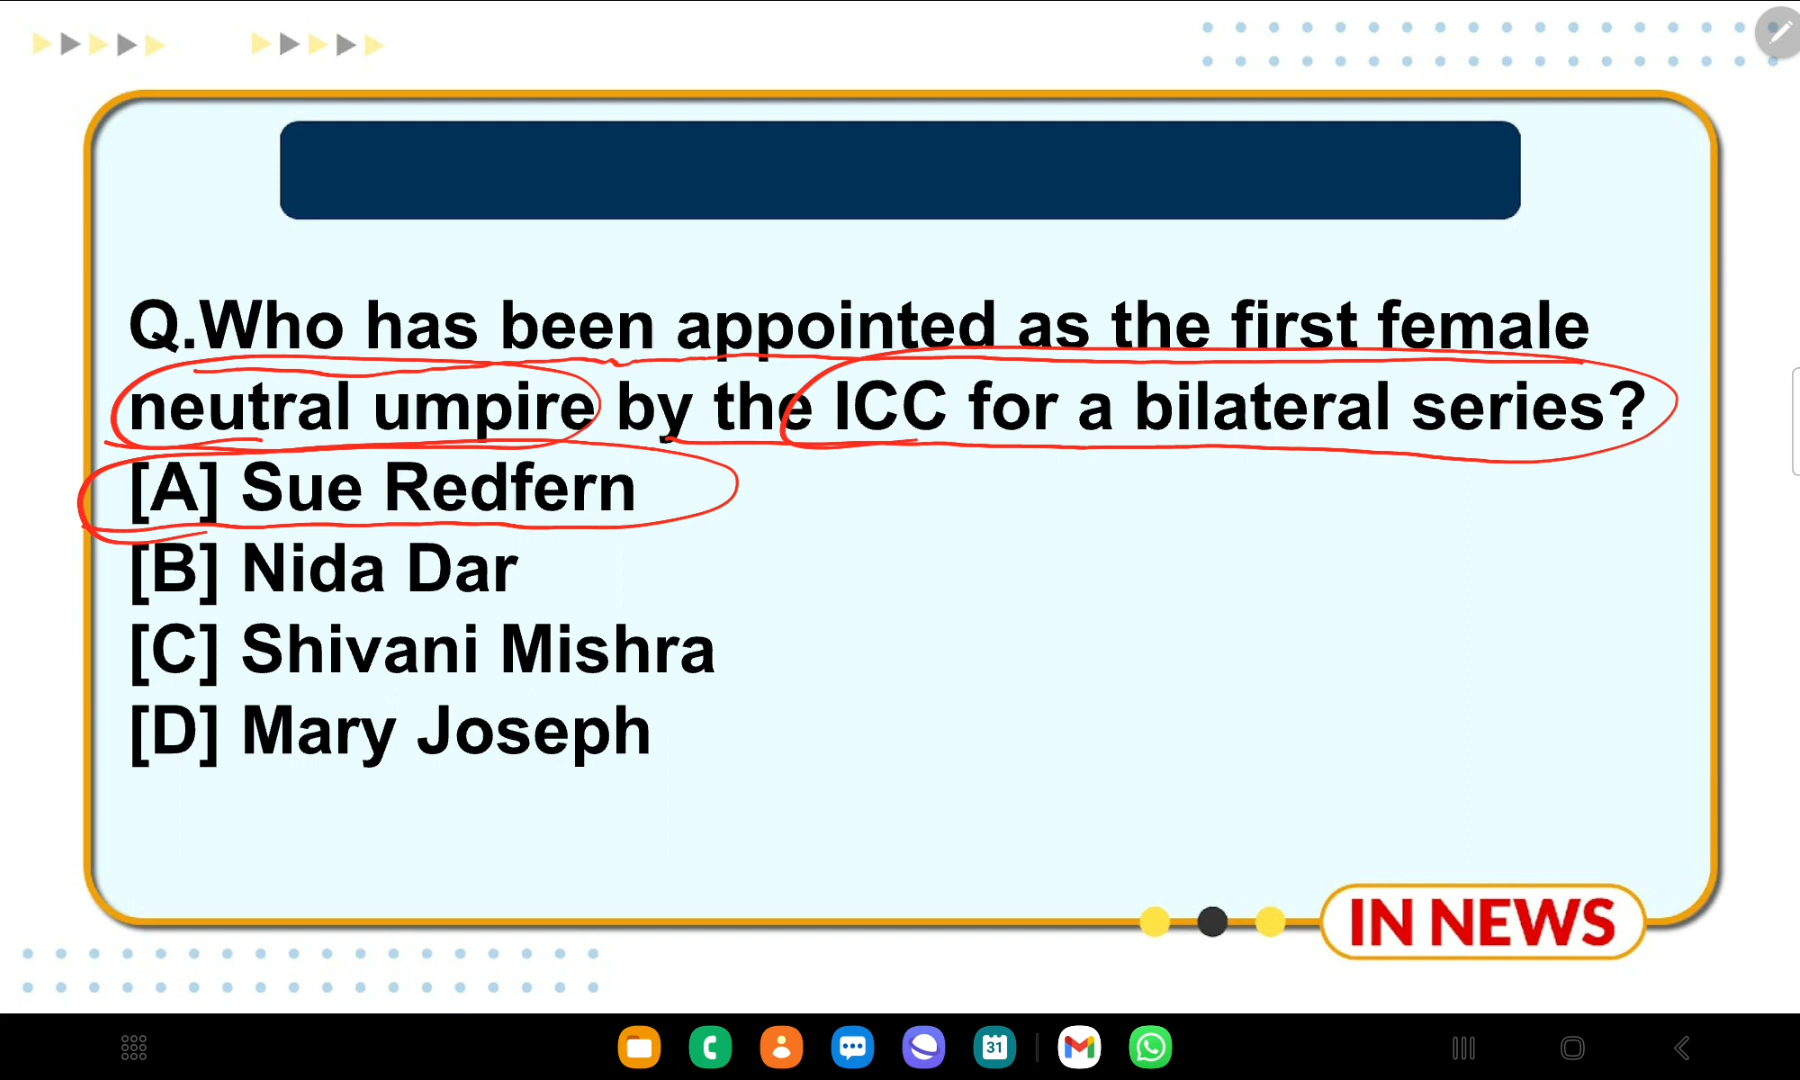 Q.Who has been appointed as the first female
neutral umpire by the ICC for a bilateral series?
[A] Sue Redfern
[B] Nida Dar
[C] Shivani Mishra
[D] Mary Joseph
IN NEWS
31